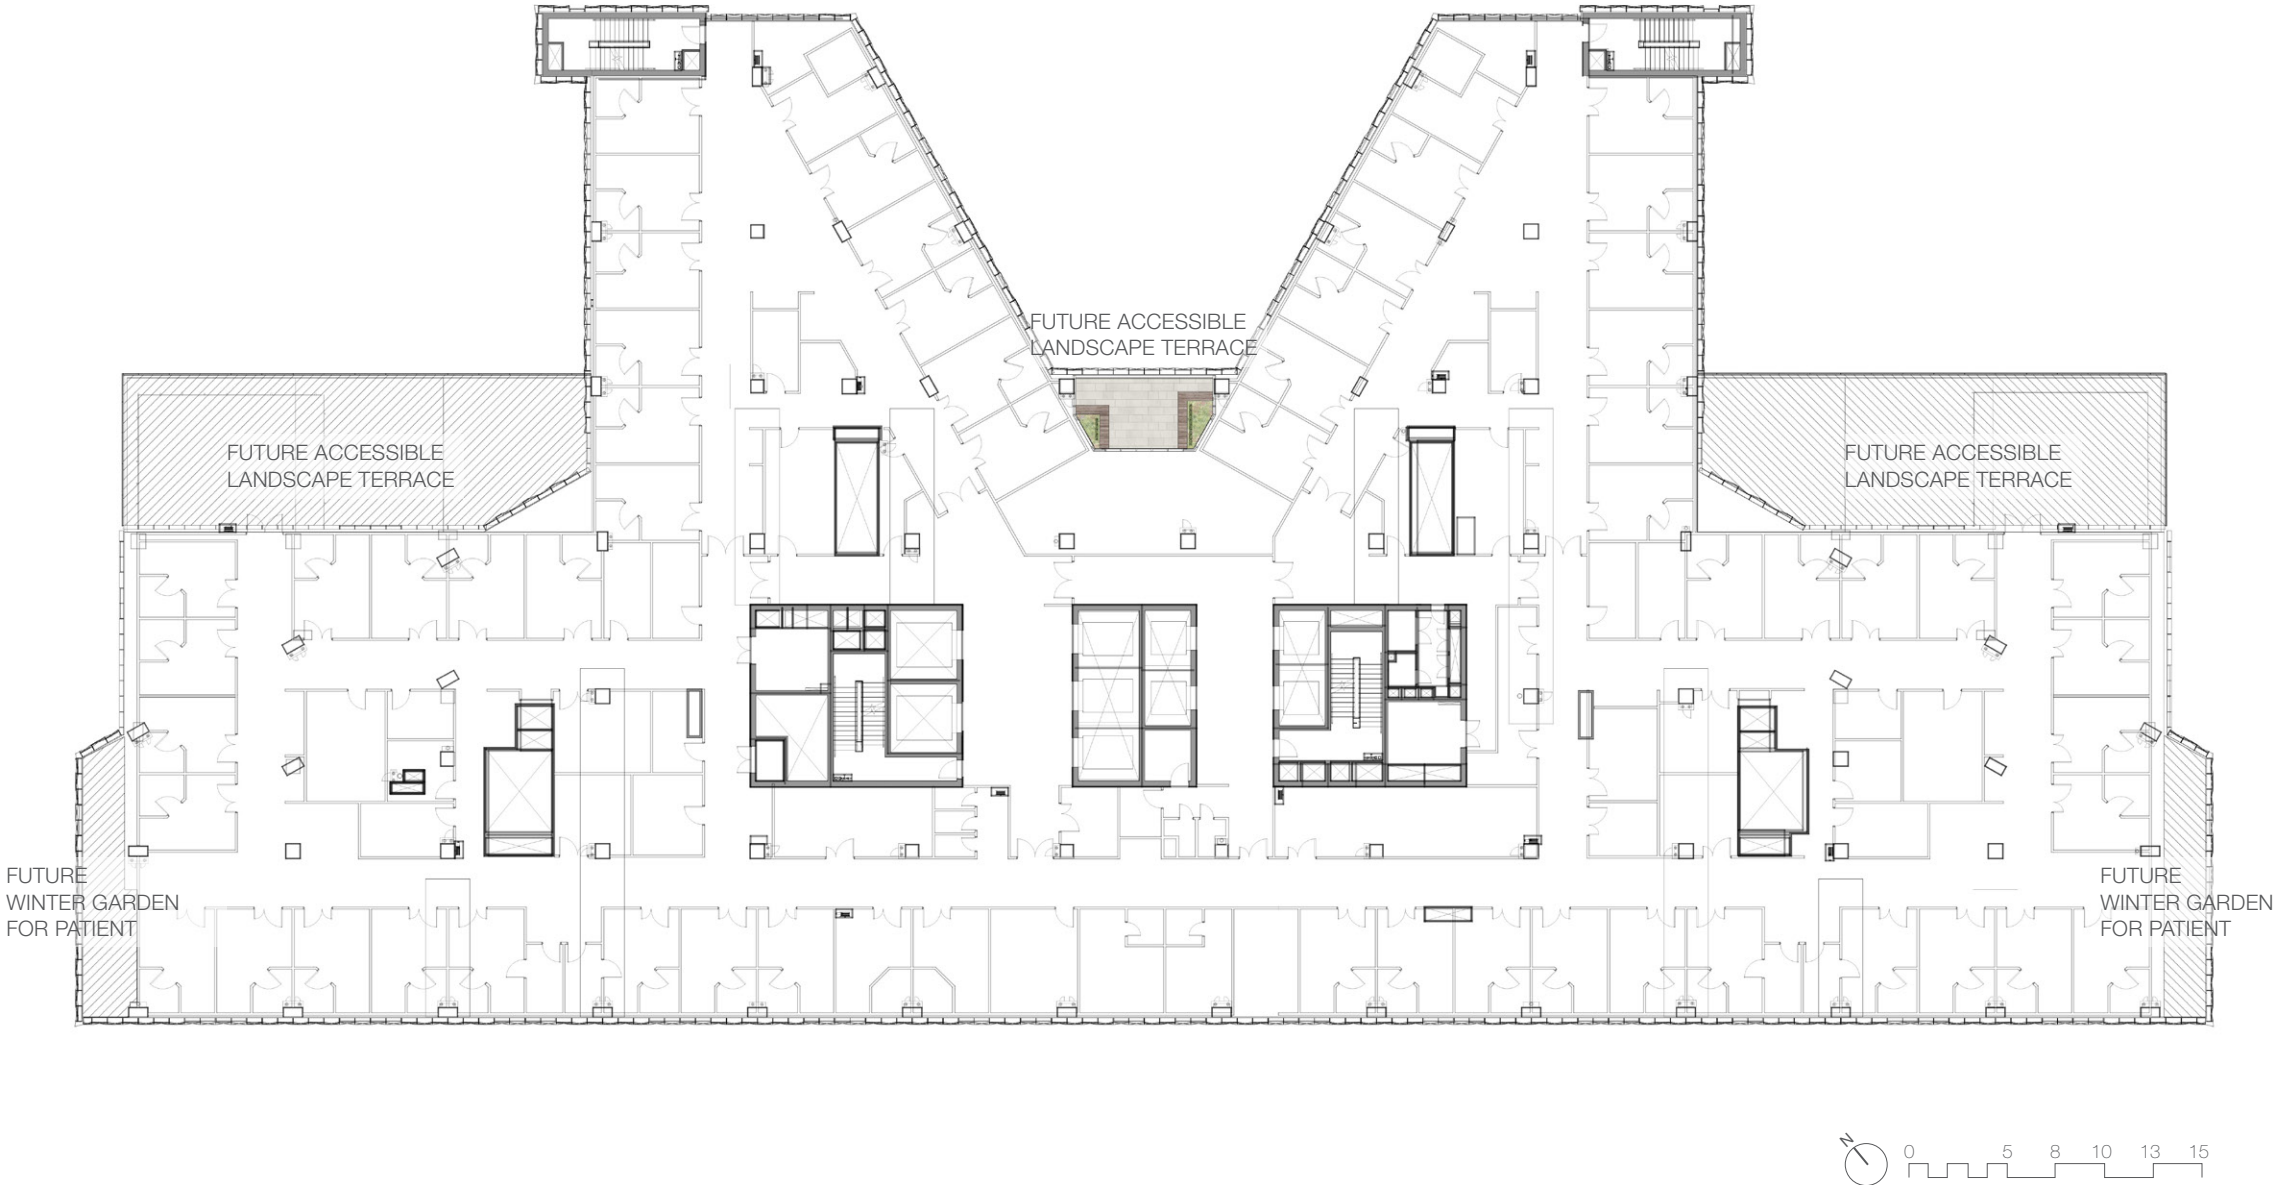 FUTURE ACCESSIBLE
LANDSCAPE TERRACE
FUTURE ACCESSIBLE
LANDSCAPE TERRACE
FUTURE ACCESSIBLE
LANDSCAPE TERRACE
FUTURE
WINTER GARDEN
FOR PATIENT
FUTURE
WINTER GARDEN
FOR PATIENT
N
0 5 8 10 13 15